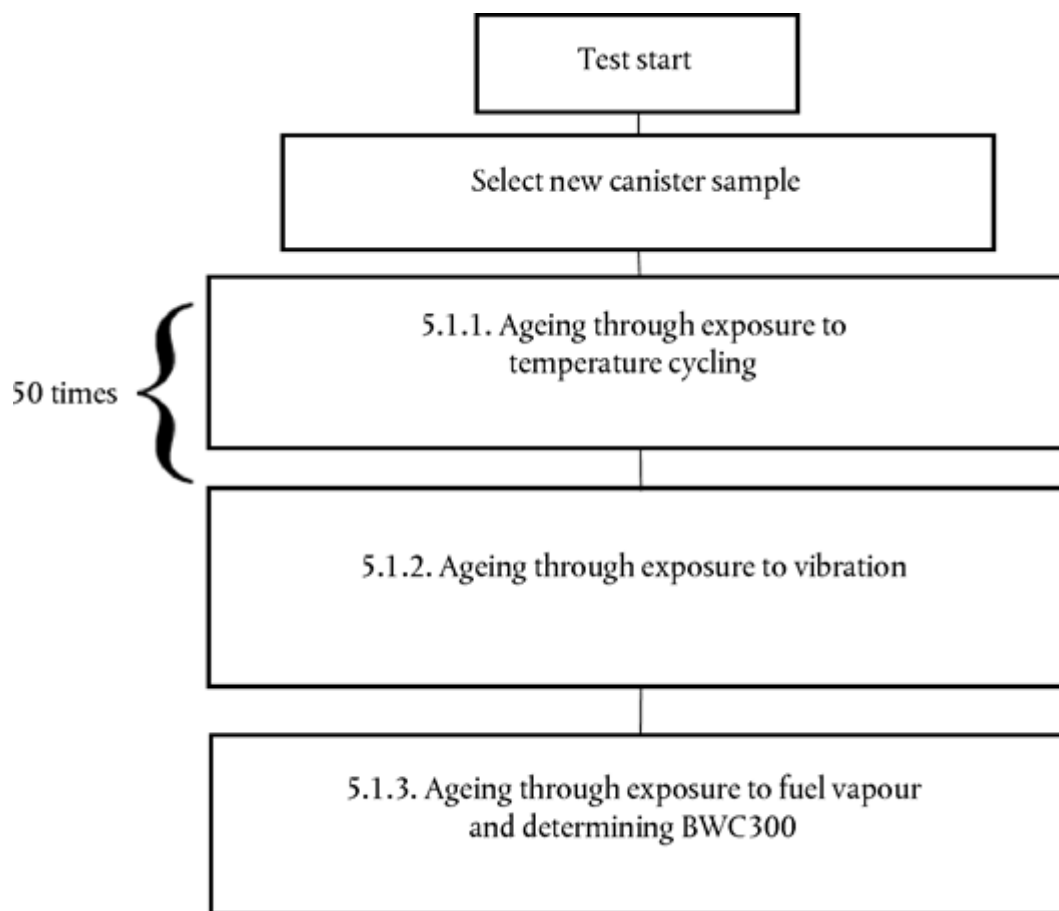 Test start
Select new canister sample
5.1.1. Ageing through exposure to
temperature cycling
50 times
5.1.2. Ageing through exposure to vibration
5.1.3. Ageing through exposure to fuel vapour
and determining BWC300